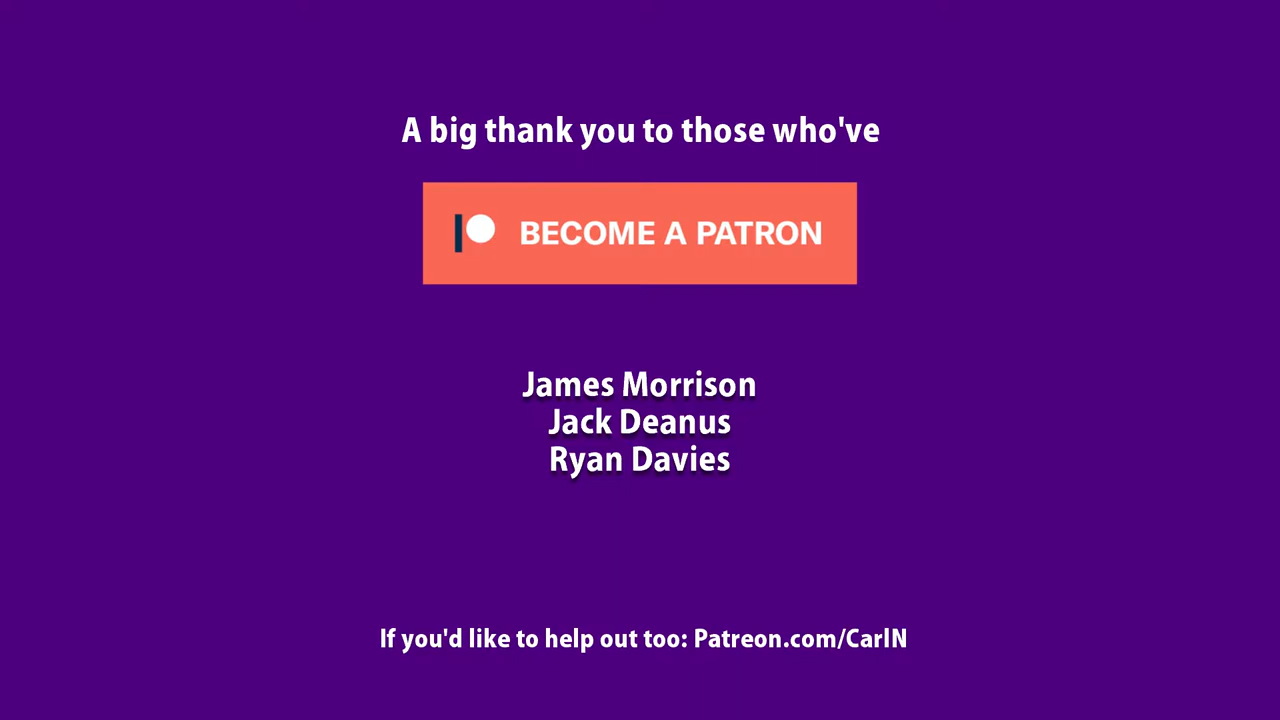 A big thank you to those who've
BECOME A PATRON
James Morrison
Jack Deanus
Ryan Davies
If you'd like to help out too: Patreon.com/CarlN